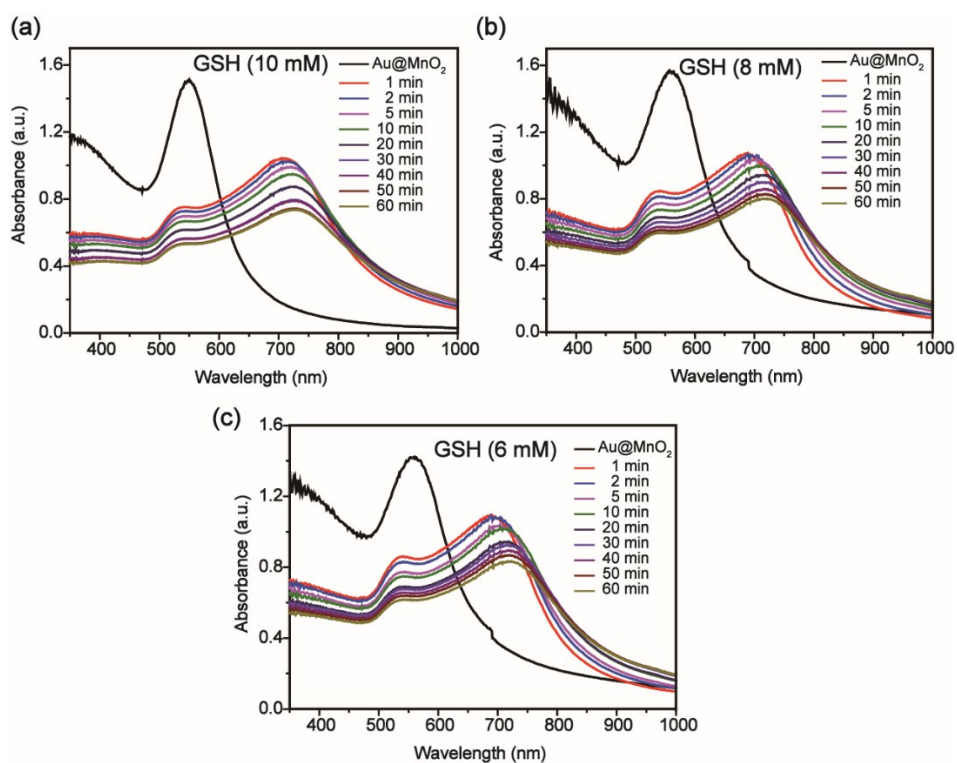 (a)
GSH (10 mM)
Au@MnO₂
1 min
2 min
5 min
10 min
20 min
30 min
40 min
50 min
60 min
1.6
1.2
0.8
0.4
0.0
Absorbance (a.u.)
400 500 600 700 800 900 1000
Wavelength (nm)
(b)
GSH (8 mM)
Au@MnO₂
1 min
2 min
5 min
10 min
20 min
30 min
40 min
50 min
60 min
1.6
1.2
0.8
0.4
0.0
Absorbance (a.u.)
400 500 600 700 800 900 1000
Wavelength (nm)
(c)
GSH (6 mM)
Au@MnO₂
1 min
2 min
5 min
10 min
20 min
30 min
40 min
50 min
60 min
1.6
1.2
0.8
0.4
0.0
Absorbance (a.u.)
400 500 600 700 800 900 1000
Wavelength (nm)